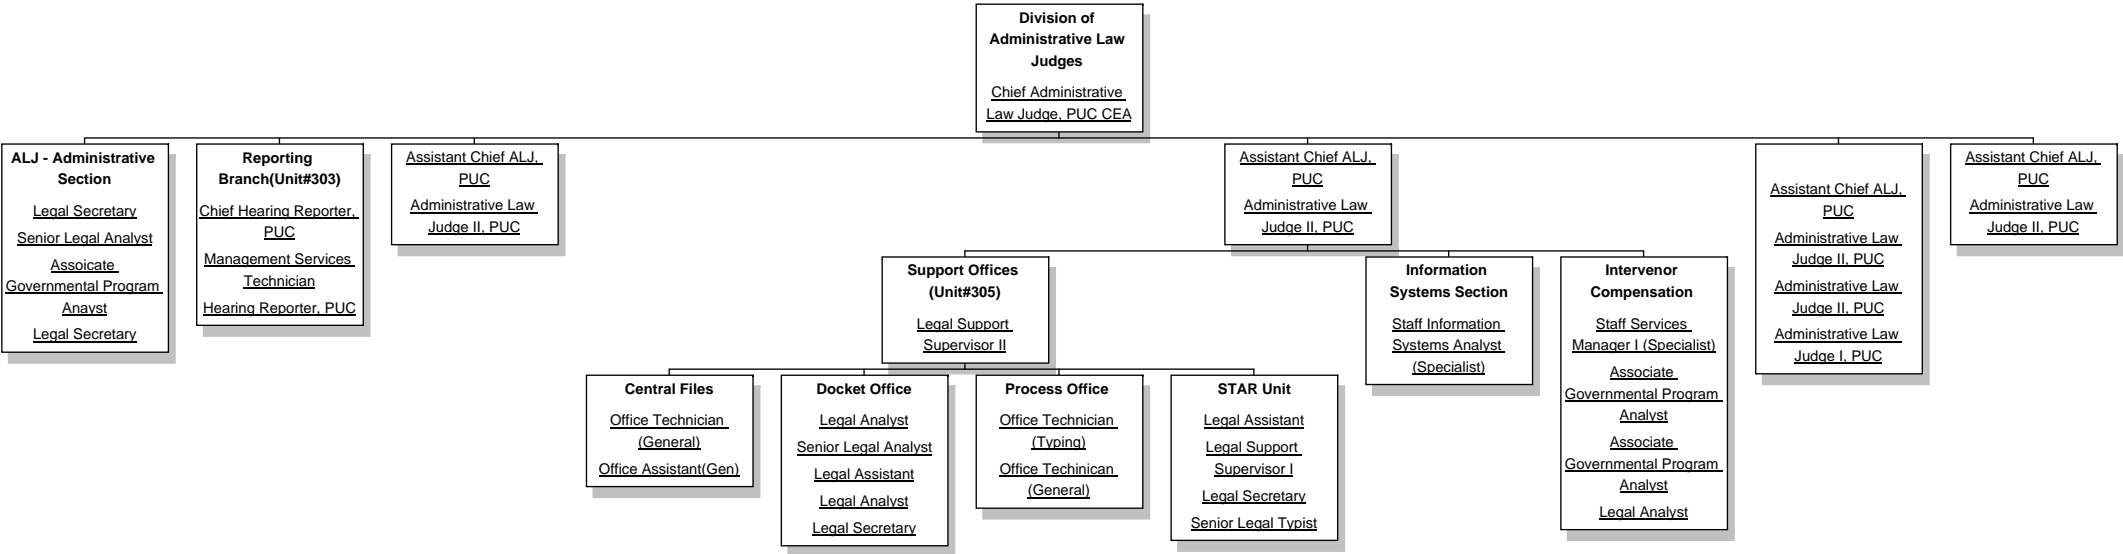 Division of
Administrative Law
Judges
Chief Administrative
Law Judge, PUC CEA
ALJ - Administrative
Section
Legal Secretary
Senior Legal Analyst
Assoicate
Governmental Program
Anayst
Legal Secretary
Reporting
Branch(Unit#303)
Chief Hearing Reporter,
PUC
Management Services
Technician
Hearing Reporter, PUC
Assistant Chief ALJ,
PUC
Administrative Law
Judge II, PUC
Assistant Chief ALJ,
PUC
Administrative Law
Judge II, PUC
Assistant Chief ALJ,
PUC
Administrative Law
Judge II, PUC
Administrative Law
Judge II, PUC
Administrative Law
Judge I, PUC
Assistant Chief ALJ,
PUC
Administrative Law
Judge II, PUC
Support Offices
(Unit#305)
Legal Support
Supervisor II
Information
Systems Section
Staff Information
Systems Analyst
(Specialist)
Intervenor
Compensation
Staff Services
Manager I (Specialist)
Associate
Governmental Program
Analyst
Associate
Governmental Program
Analyst
Legal Analyst
Central Files
Office Technician
(General)
Office Assistant(Gen)
Docket Office
Legal Analyst
Senior Legal Analyst
Legal Assistant
Legal Analyst
Legal Secretary
Process Office
Office Technician
(Typing)
Office Techinican
(General)
STAR Unit
Legal Assistant
Legal Support
Supervisor I
Legal Secretary
Senior Legal Typist